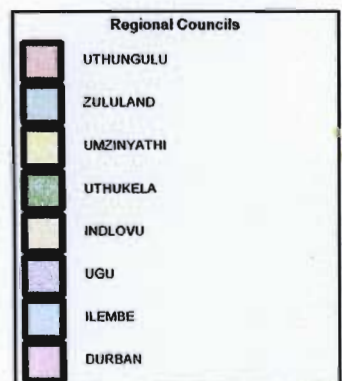 Regional Councils
UTHUNGULU
ZULULAND
UMZINYATHI
UTHUKELA
INDLOVU
UGU
ILEMBE
DURBAN